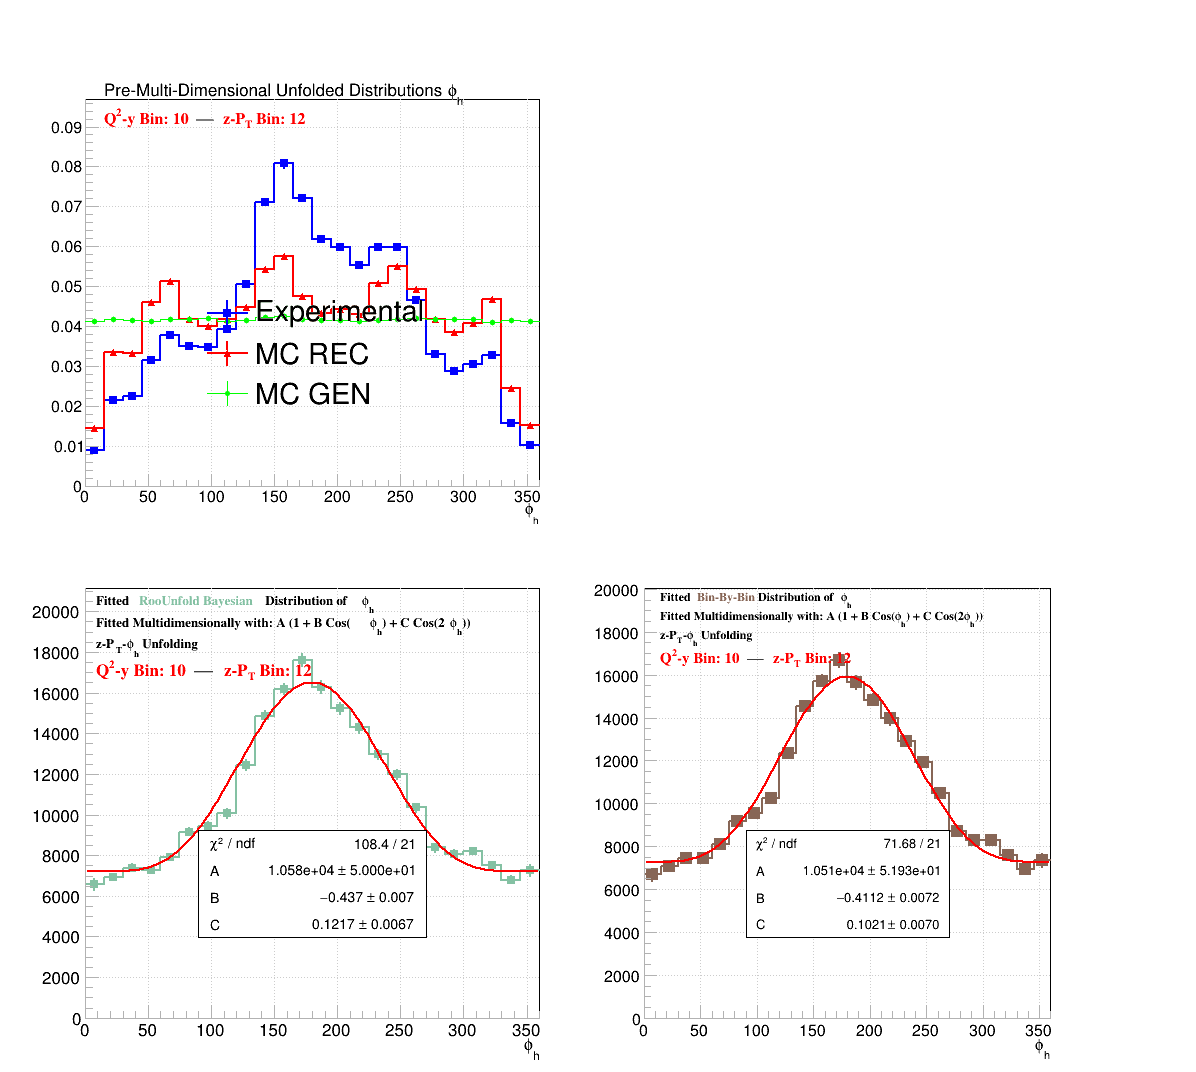 Pre-Multi-Dimensional Unfolded Distributions ϕh
Q²-y Bin: 10 — z-PT Bin: 12
0.09
0.08
0.07
0.06
0.05
0.04
0.03
0.02
0.01
0
Experimental
MC REC
MC GEN
0 50 100 150 200 250 300 350
ϕh
Fitted RooUnfold Bayesian Distribution of ϕh
Fitted Multidimensionally with: A (1 + B Cos( ϕh) + C Cos(2 ϕh))
z-PT-ϕh Unfolding
Q²-y Bin: 10 — z-PT Bin: 12
20000
18000
16000
14000
12000
10000
8000
6000
4000
2000
0
χ² / ndf 108.4 / 21
A 1.058e+04 ± 5.000e+01
B −0.437 ± 0.007
C 0.1217 ± 0.0067
0 50 100 150 200 250 300 350
ϕh
Fitted Bin-By-Bin Distribution of ϕh
Fitted Multidimensionally with: A (1 + B Cos(ϕh) + C Cos(2ϕh))
z-PT-ϕh Unfolding
Q²-y Bin: 10 — z-PT Bin: 12
20000
18000
16000
14000
12000
10000
8000
6000
4000
2000
0
χ² / ndf 71.68 / 21
A 1.051e+04 ± 5.193e+01
B −0.4112 ± 0.0072
C 0.1021 ± 0.0070
0 50 100 150 200 250 300 350
ϕh